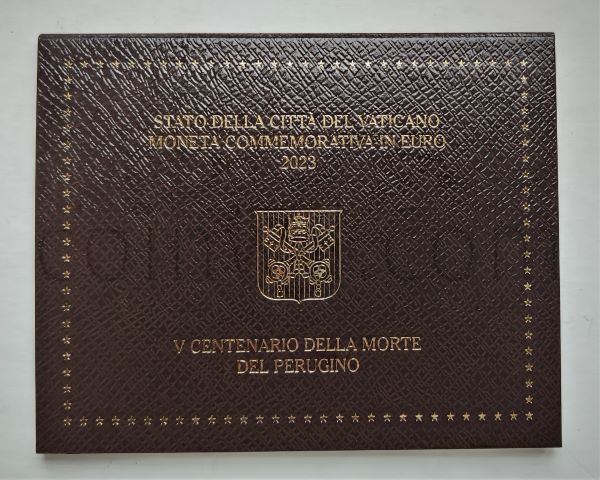 STATO DELLA CITTÀ DEL VATICANO
MONETA COMMEMORATIVA IN EURO
2023
V CENTENARIO DELLA MORTE
DEL PERUGINO